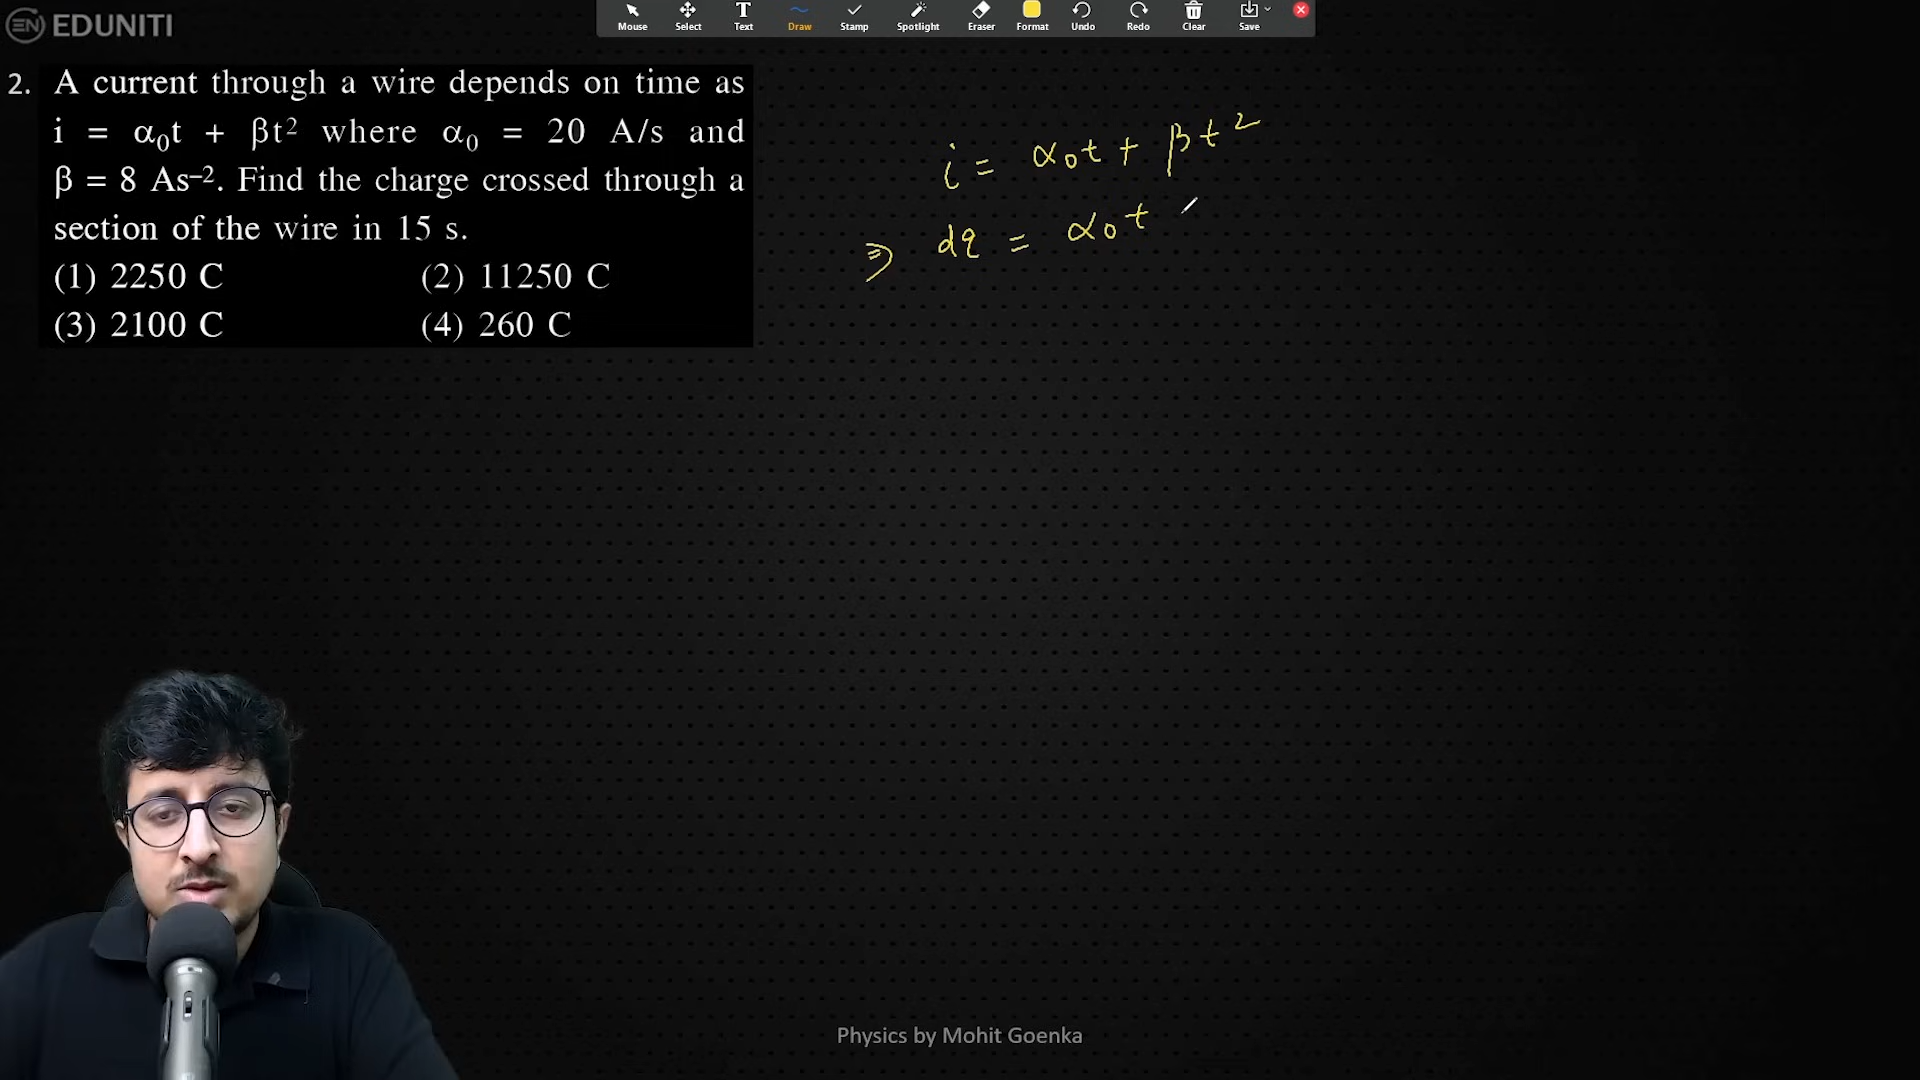 EN EDUNITI
Mouse Select Text Draw Stamp Spotlight Eraser Format Undo Redo Clear Save
2. A current through a wire depends on time as
i = α₀t + βt² where α₀ = 20 A/s and
β = 8 As⁻². Find the charge crossed through a
section of the wire in 15 s.
(1) 2250 C (2) 11250 C
(3) 2100 C (4) 260 C
i = α₀t + βt²
⇒ dq = α₀t
Physics by Mohit Goenka